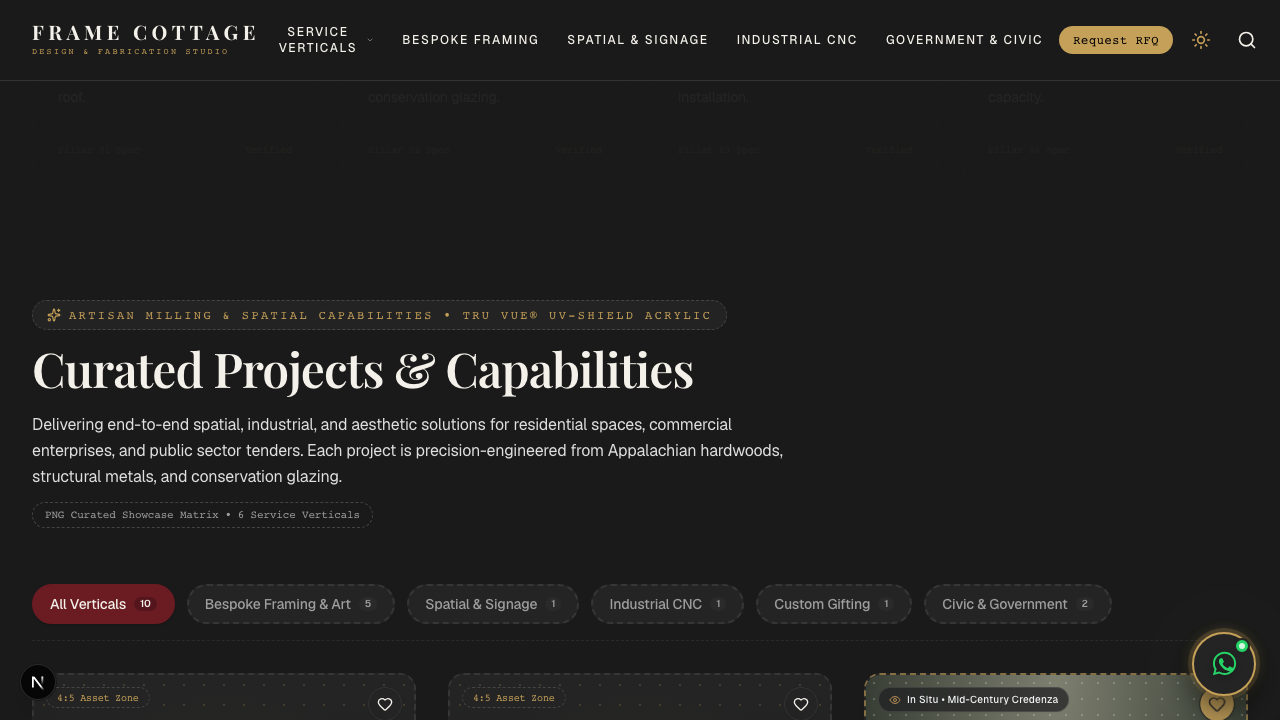 FRAME COTTAGE
DESIGN & FABRICATION STUDIO
SERVICE
VERTICALS
BESPOKE FRAMING
SPATIAL & SIGNAGE
INDUSTRIAL CNC
GOVERNMENT & CIVIC
Request RFQ
roof.
conservation glazing.
installation.
capacity.
Verified
Verified
Verified
Verified
ARTISAN MILLING & SPATIAL CAPABILITIES • TRU VUE® UV-SHIELD ACRYLIC
Curated Projects & Capabilities
Delivering end-to-end spatial, industrial, and aesthetic solutions for residential spaces, commercial
enterprises, and public sector tenders. Each project is precision-engineered from Appalachian hardwoods,
structural metals, and conservation glazing.
PNG Curated Showcase Matrix • 6 Service Verticals
All Verticals 10
Bespoke Framing & Art 5
Spatial & Signage 1
Industrial CNC 1
Custom Gifting 1
Civic & Government 2
4:5 Asset Zone
4:5 Asset Zone
In Situ • Mid-Century Credenza
N